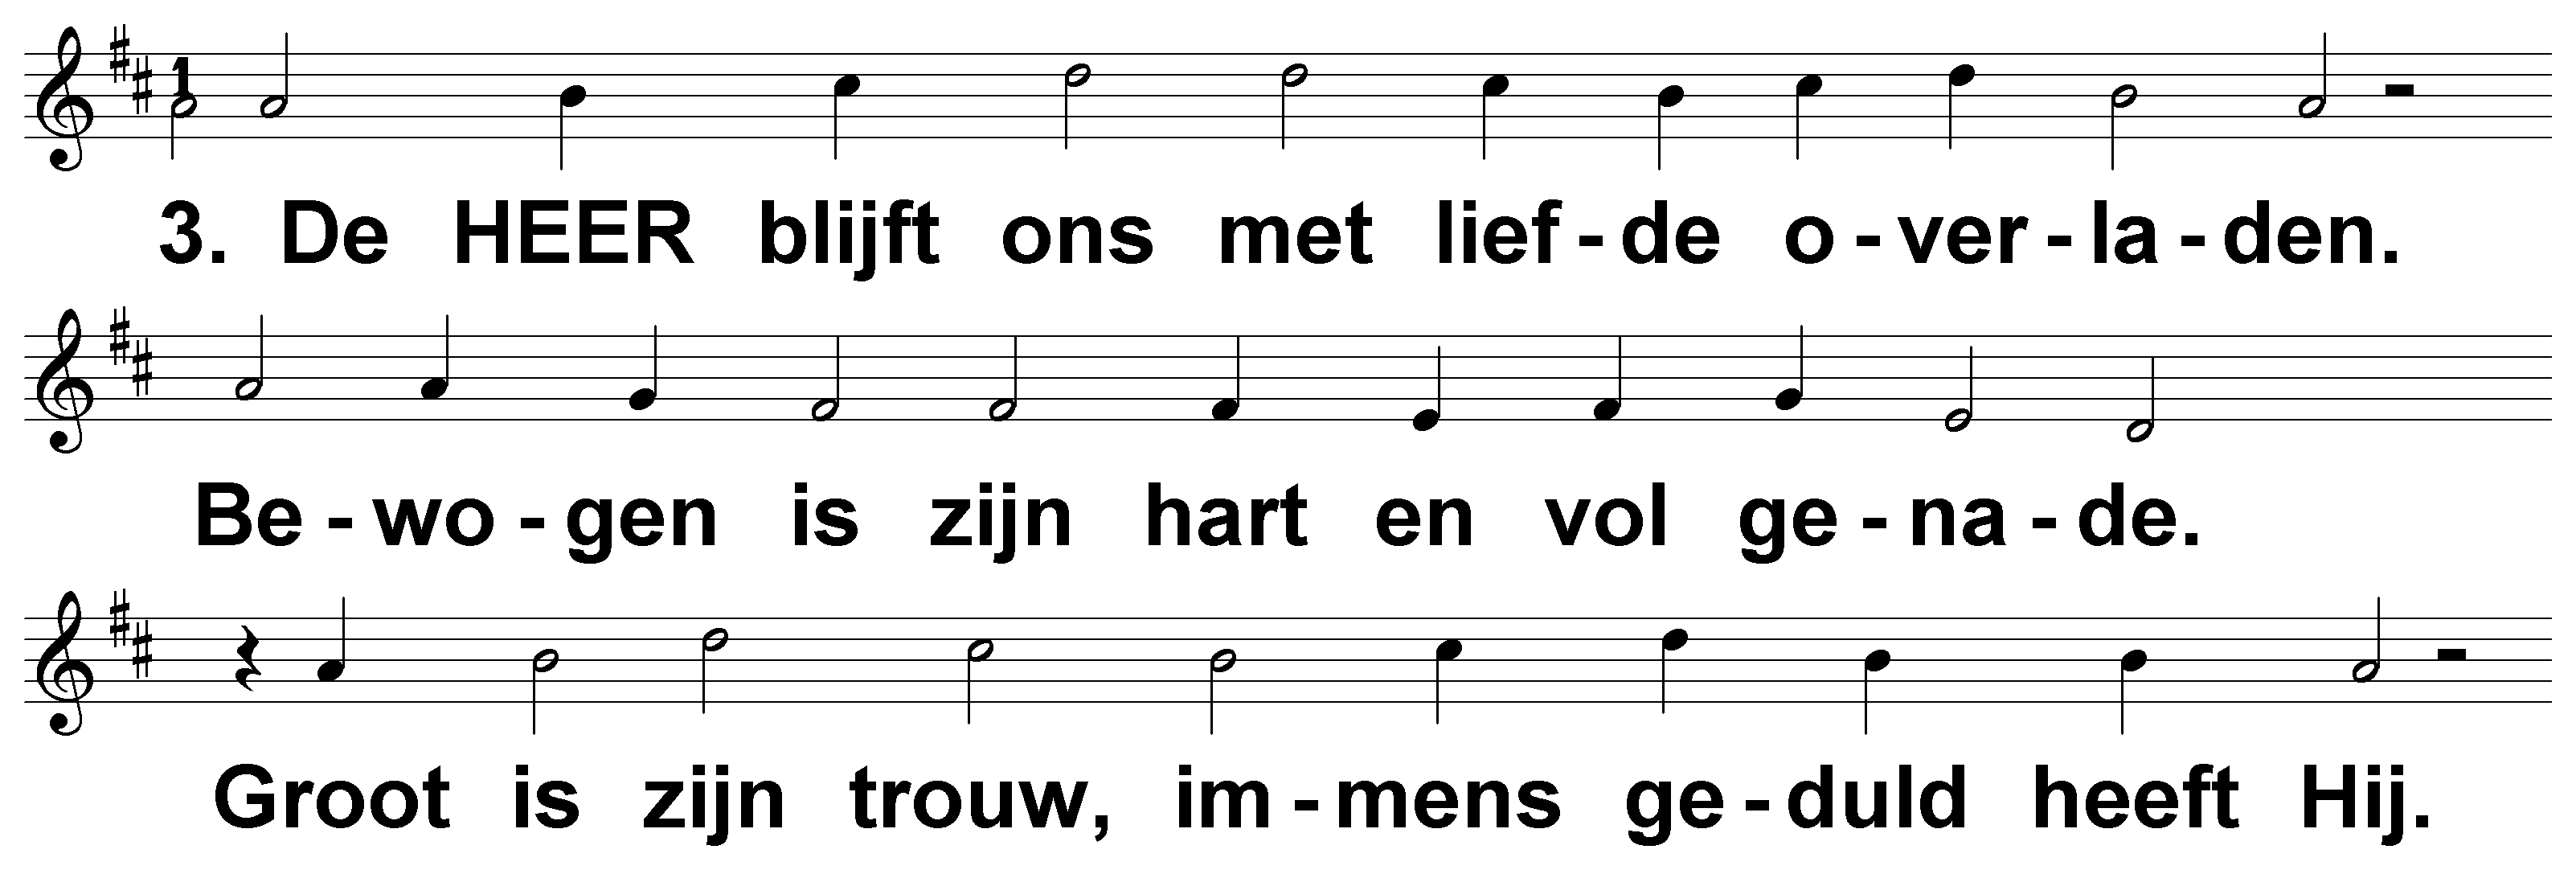 3. De HEER blijft ons met lief - de o - ver - la - den.
Be - wo - gen is zijn hart en vol ge - na - de.
Groot is zijn trouw, im - mens ge - duld heeft Hij.